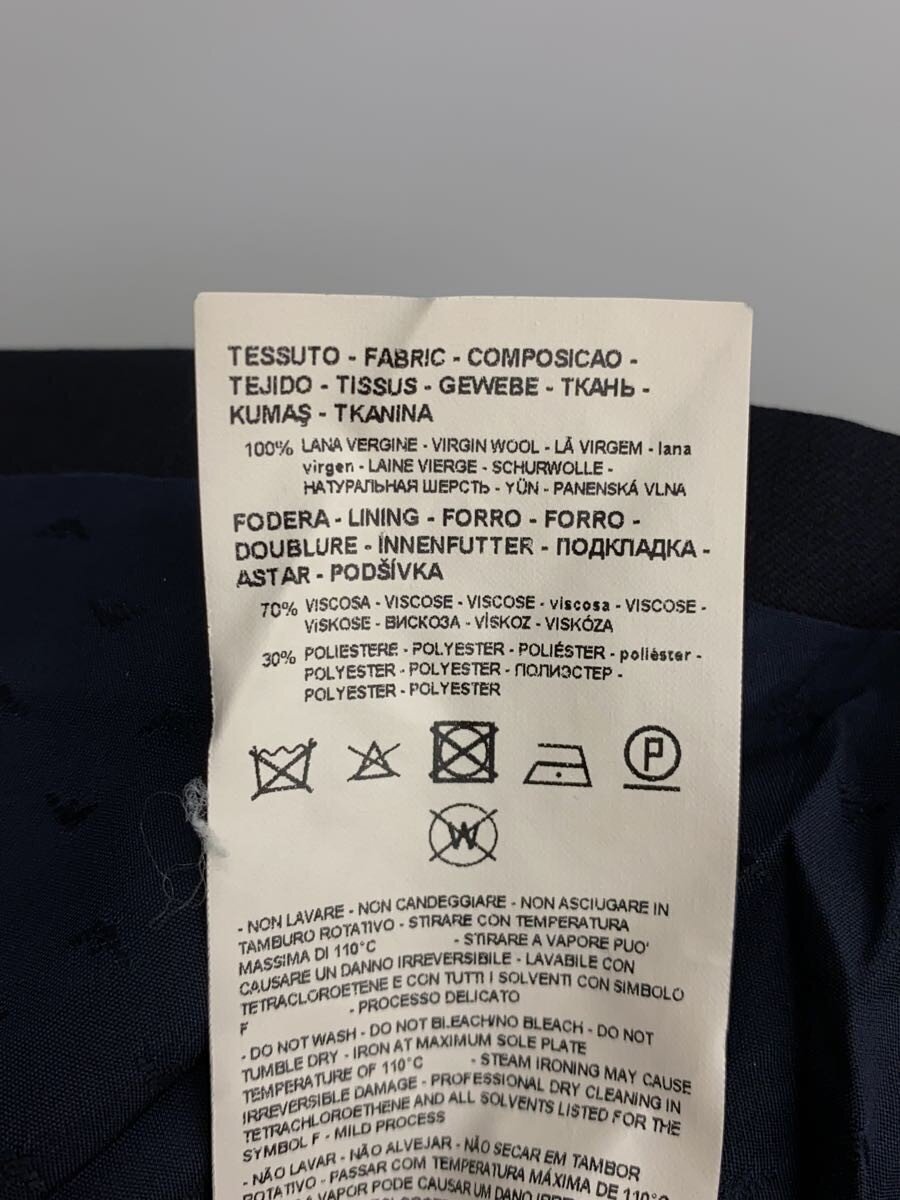 TESSUTO - FABRIC - COMPOSICAO -
TEJIDO - TISSUS - GEWEBE - ТКАНЬ -
KUMAŞ - TKANINA
100% LANA VERGINE - VIRGIN WOOL - LÃ VIRGEM - lana
virgen - LAINE VIERGE - SCHURWOLLE -
НАТУРАЛЬНАЯ ШЕРСТЬ - YÜN - PANENSKÁ VLNA
FODERA - LINING - FORRO - FORRO -
DOUBLURE - INNENFUTTER - ПОДКЛАДКА -
ASTAR - PODŠÍVKA
70% VISCOSA - VISCOSE - VISCOSE - viscosa - VISCOSE -
VISKOSE - ВИСКОЗА - VİSKOZ - VISKÓZA
30% POLIESTERE - POLYESTER - POLIÉSTER - poliéster -
POLYESTER - POLYESTER - ПОЛИЭСТЕР -
POLYESTER - POLYESTER
P
W
- NON LAVARE - NON CANDEGGIARE - NON ASCIUGARE IN
TAMBURO ROTATIVO - STIRARE CON TEMPERATURA
MASSIMA DI 110°C - STIRARE A VAPORE PUO'
CAUSARE UN DANNO IRREVERSIBILE - LAVABILE CON
TETRACLOROETENE E CON TUTTI I SOLVENTI CON SIMBOLO
F - PROCESSO DELICATO
- DO NOT WASH - DO NOT BLEACH/NO BLEACH - DO NOT
TUMBLE DRY - IRON AT MAXIMUM SOLE PLATE
TEMPERATURE OF 110°C - STEAM IRONING MAY CAUSE
IRREVERSIBLE DAMAGE - PROFESSIONAL DRY CLEANING IN
TETRACHLOROETHENE AND ALL SOLVENTS LISTED FOR THE
SYMBOL F - MILD PROCESS
- NÃO LAVAR - NÃO ALVEJAR - NÃO SECAR EM TAMBOR
ROTATIVO - PASSAR COM TEMPERATURA MÁXIMA DE 110°C
A VAPOR PODE CAUSAR UM DANO